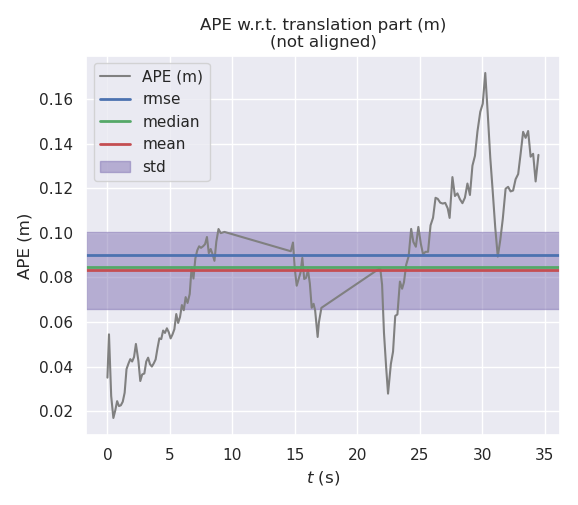 APE w.r.t. translation part (m)
(not aligned)
APE (m)
rmse
median
mean
std
0.16
0.14
0.12
0.10
0.08
0.06
0.04
0.02
APE (m)
0 5 10 15 20 25 30 35
t (s)